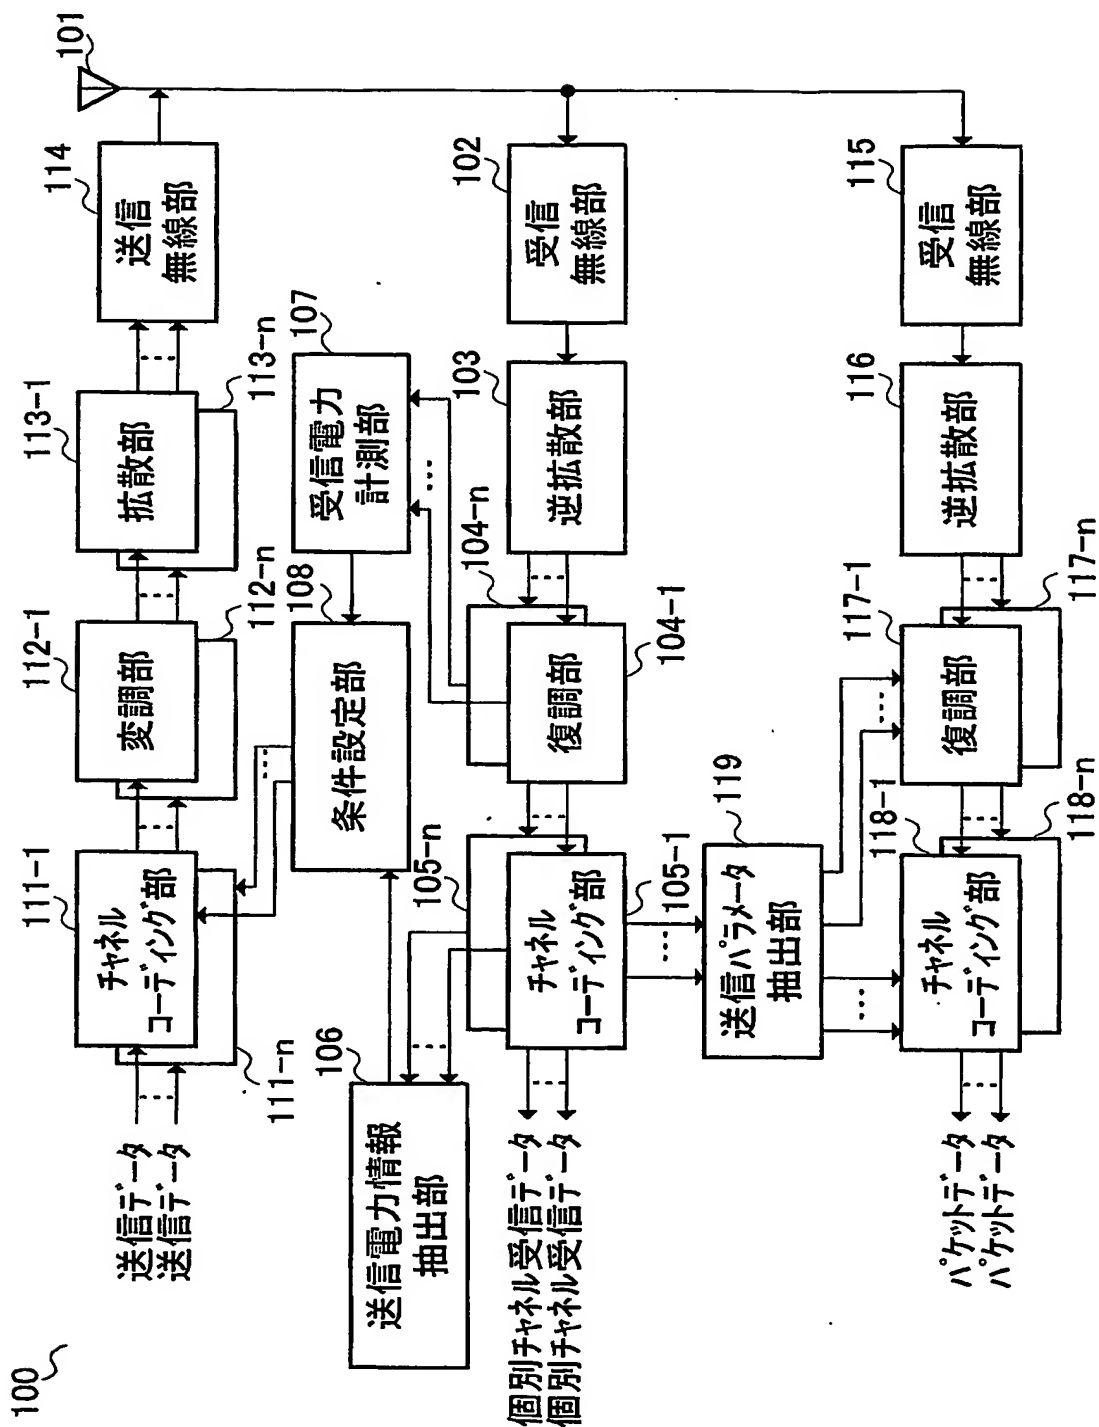 100
送信データ
送信データ
111-1
チャネル
コーディング部
111-n
112-1
変調部
112-n
113-1
拡散部
113-n
114
送信
無線部
101
106
送信電力情報
抽出部
108
条件設定部
107
受信電力
計測部
個別チャネル受信データ
個別チャネル受信データ
105-n
チャネル
コーディング部
105-1
104-n
復調部
104-1
103
逆拡散部
102
受信
無線部
119
送信パラメータ
抽出部
パケットデータ
パケットデータ
118-1
チャネル
コーディング部
118-n
117-1
復調部
117-n
116
逆拡散部
115
受信
無線部